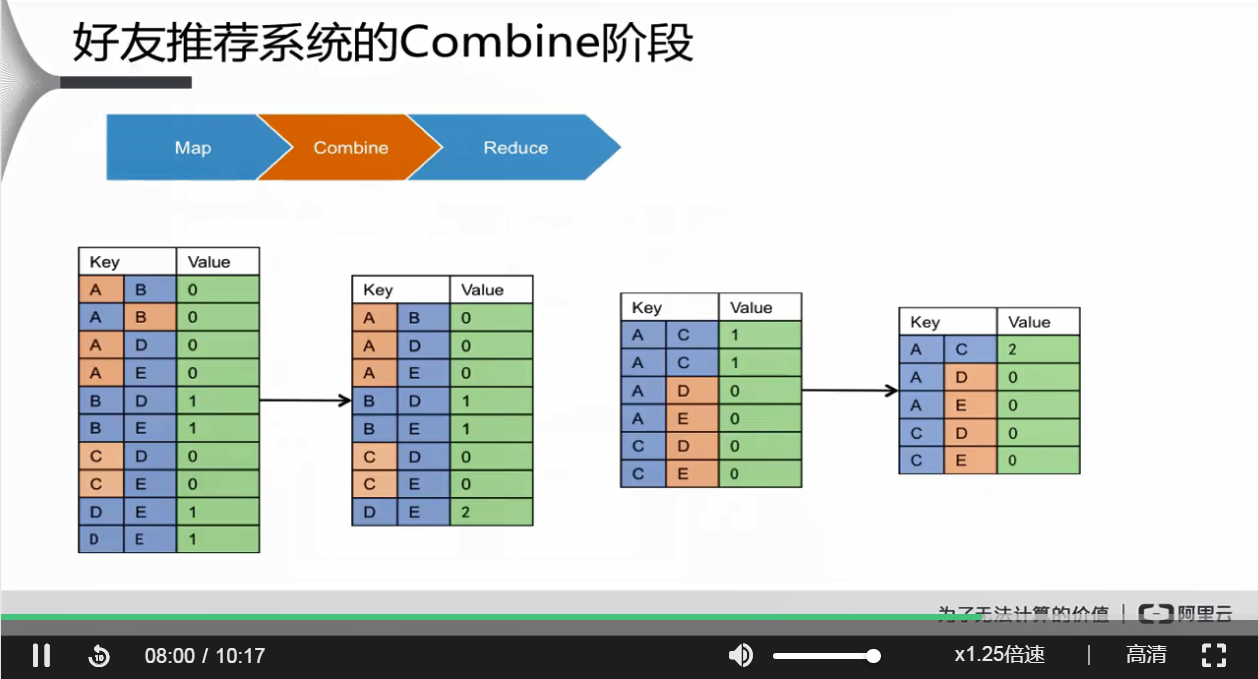 好友推荐系统的Combine阶段
Map Combine Reduce
Key Value
A B 0
A B 0
A D 0
A E 0
B D 1
B E 1
C D 0
C E 0
D E 1
D E 1
Key Value
A B 0
A D 0
A E 0
B D 1
B E 1
C D 0
C E 0
D E 2
Key Value
A C 1
A C 1
A D 0
A E 0
C D 0
C E 0
Key Value
A C 2
A D 0
A E 0
C D 0
C E 0
为了无法计算的价值 | 阿里云
10
08:00 / 10:17
x1.25倍速 | 高清